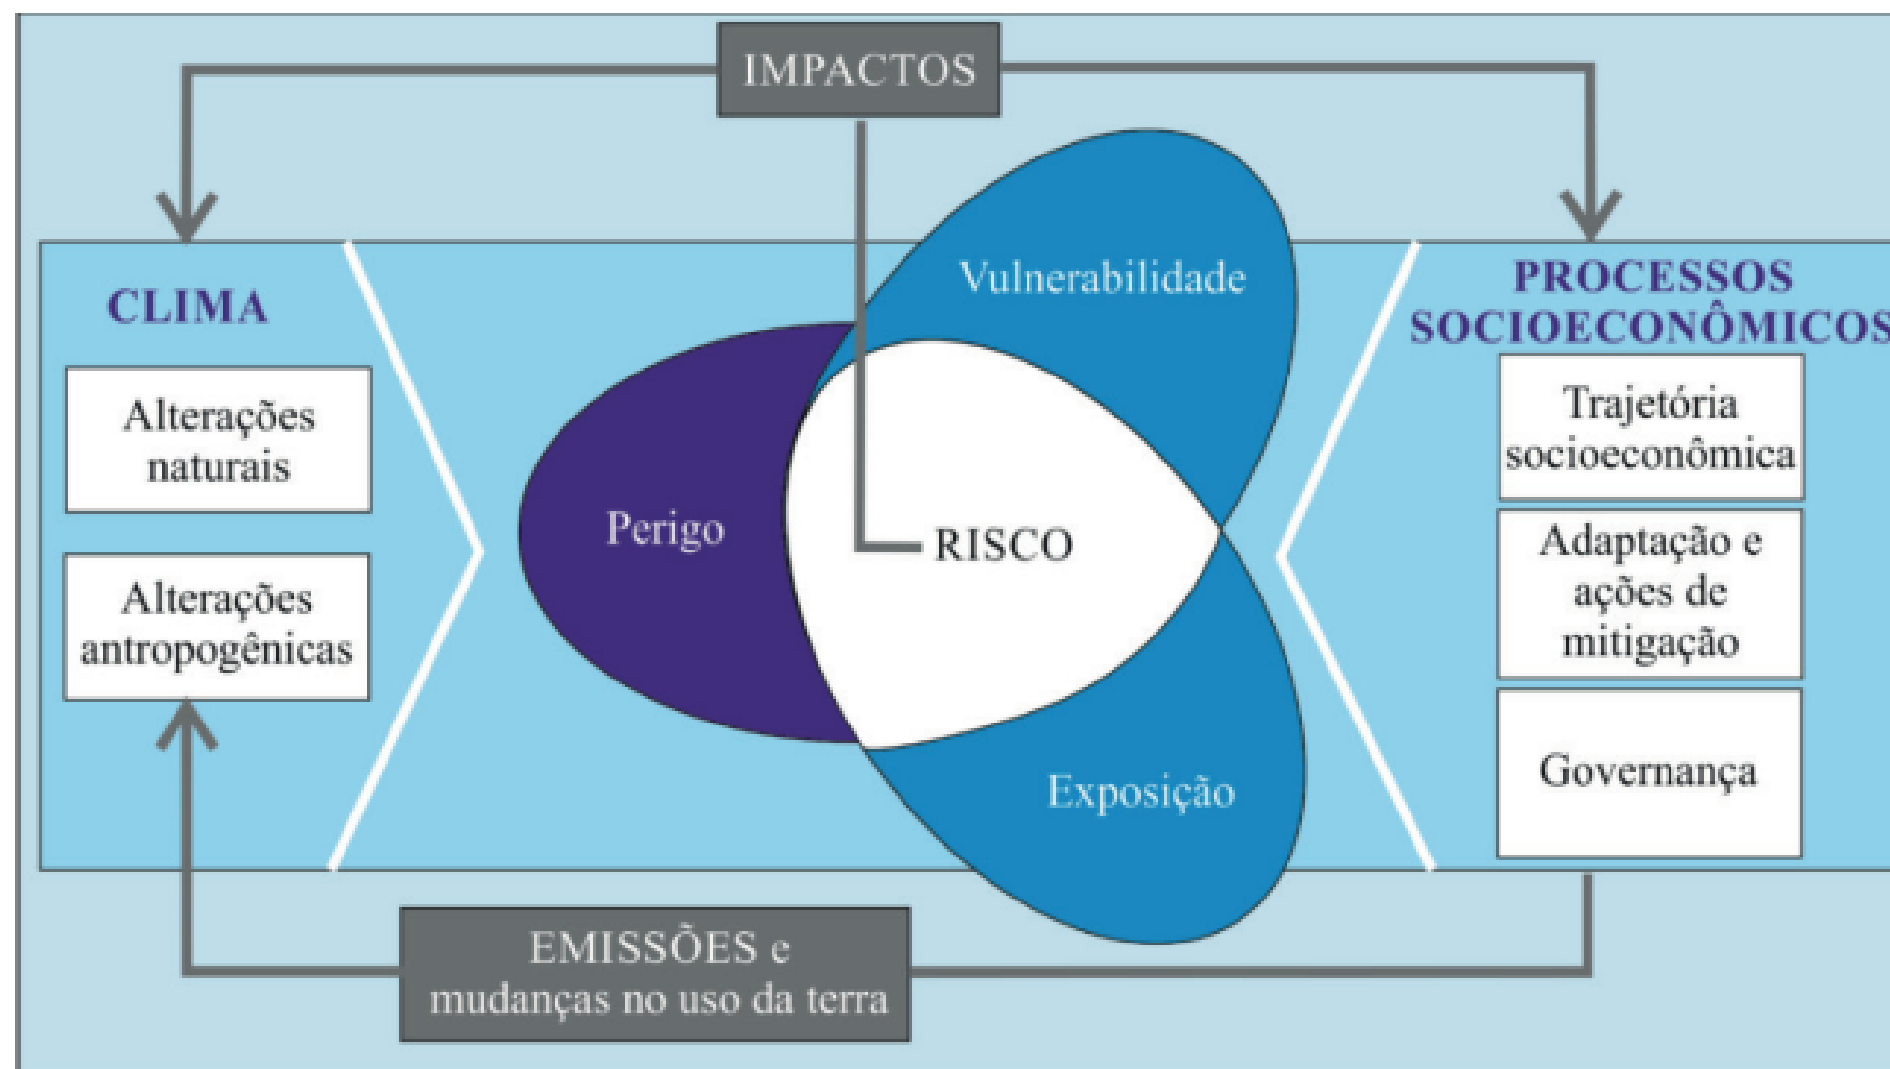 IMPACTOS
CLIMA
Alterações
naturais
Alterações
antropogênicas
Vulnerabilidade
Perigo
RISCO
Exposição
PROCESSOS
SOCIOECONÔMICOS
Trajetória
socioeconômica
Adaptação e
ações de
mitigação
Governança
EMISSÕES e
mudanças no uso da terra